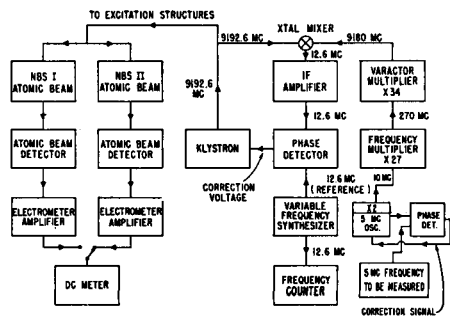 TO EXCITATION STRUCTURES
XTAL MIXER
9192.6 MC
9180 MC
12.6 MC
NBS I
ATOMIC BEAM
NBS II
ATOMIC BEAM
9192.6
MC
IF
AMPLIFIER
VARACTOR
MULTIPLIER
X 34
12.6 MC
270 MC
ATOMIC BEAM
DETECTOR
ATOMIC BEAM
DETECTOR
KLYSTRON
PHASE
DETECTOR
FREQUENCY
MULTIPLIER
X 27
CORRECTION
VOLTAGE
12.6 MC
(REFERENCE)
10 MC
ELECTROMETER
AMPLIFIER
ELECTROMETER
AMPLIFIER
VARIABLE
FREQUENCY
SYNTHESIZER
X2
5 MC
OSC.
PHASE
DET.
12.6 MC
DC METER
FREQUENCY
COUNTER
5 MC FREQUENCY
TO BE MEASURED
CORRECTION SIGNAL